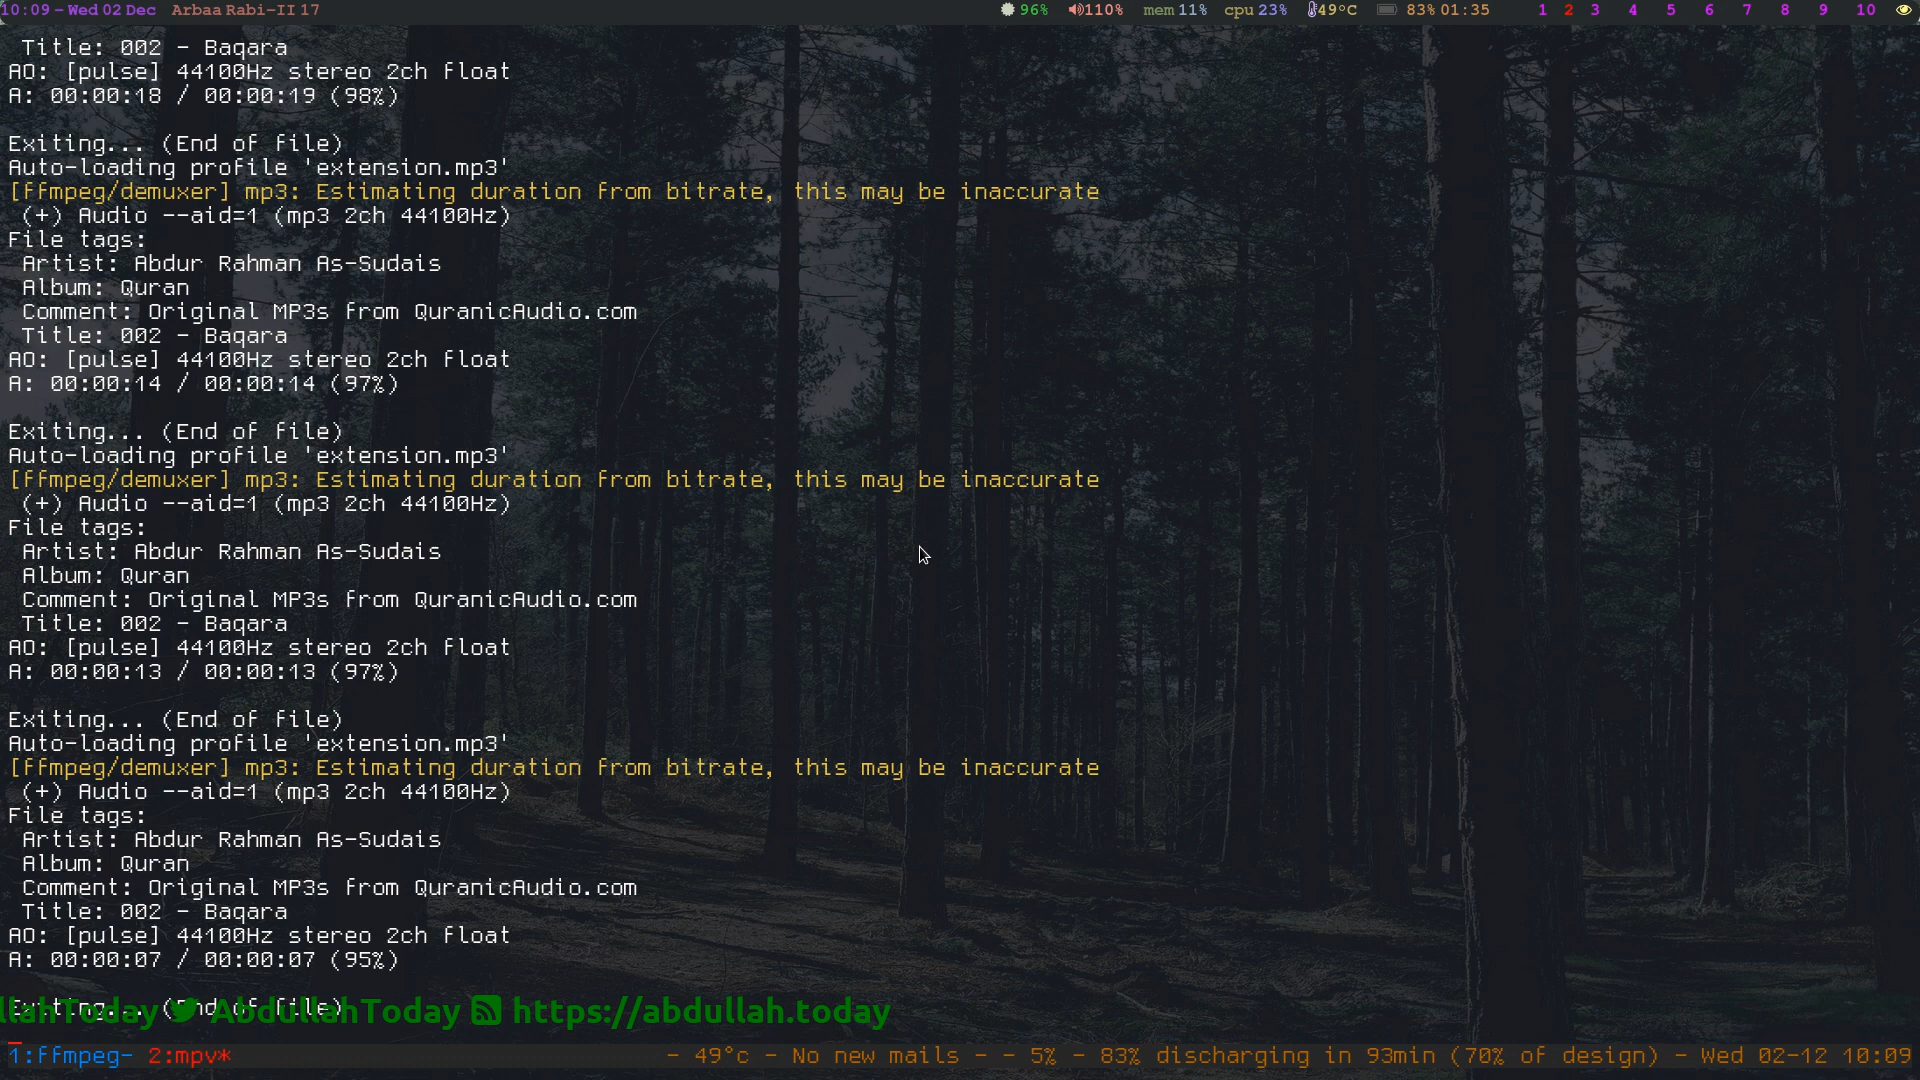 10:09 - Wed 02 Dec Arbaa Rabi-II 17 96% 110% mem 11% cpu 23% 49°C 83% 01:35 1 2 3 4 5 6 7 8 9 10
Title: 002 - Baqara
AO: [pulse] 44100Hz stereo 2ch float
A: 00:00:18 / 00:00:19 (98%)
Exiting... (End of file)
Auto-loading profile 'extension.mp3'
[ffmpeg/demuxer] mp3: Estimating duration from bitrate, this may be inaccurate
(+) Audio --aid=1 (mp3 2ch 44100Hz)
File tags:
Artist: Abdur Rahman As-Sudais
Album: Quran
Comment: Original MP3s from QuranicAudio.com
Title: 002 - Baqara
AO: [pulse] 44100Hz stereo 2ch float
A: 00:00:14 / 00:00:14 (97%)
Exiting... (End of file)
Auto-loading profile 'extension.mp3'
[ffmpeg/demuxer] mp3: Estimating duration from bitrate, this may be inaccurate
(+) Audio --aid=1 (mp3 2ch 44100Hz)
File tags:
Artist: Abdur Rahman As-Sudais
Album: Quran
Comment: Original MP3s from QuranicAudio.com
Title: 002 - Baqara
AO: [pulse] 44100Hz stereo 2ch float
A: 00:00:13 / 00:00:13 (97%)
Exiting... (End of file)
Auto-loading profile 'extension.mp3'
[ffmpeg/demuxer] mp3: Estimating duration from bitrate, this may be inaccurate
(+) Audio --aid=1 (mp3 2ch 44100Hz)
File tags:
Artist: Abdur Rahman As-Sudais
Album: Quran
Comment: Original MP3s from QuranicAudio.com
Title: 002 - Baqara
AO: [pulse] 44100Hz stereo 2ch float
A: 00:00:07 / 00:00:07 (95%)
Exiting... (End of file)
llahToday AbdullahToday https://abdullah.today
1:ffmpeg- 2:mpv* - 49°c - No new mails - - 5% - 83% discharging in 93min (70% of design) - Wed 02-12 10:09